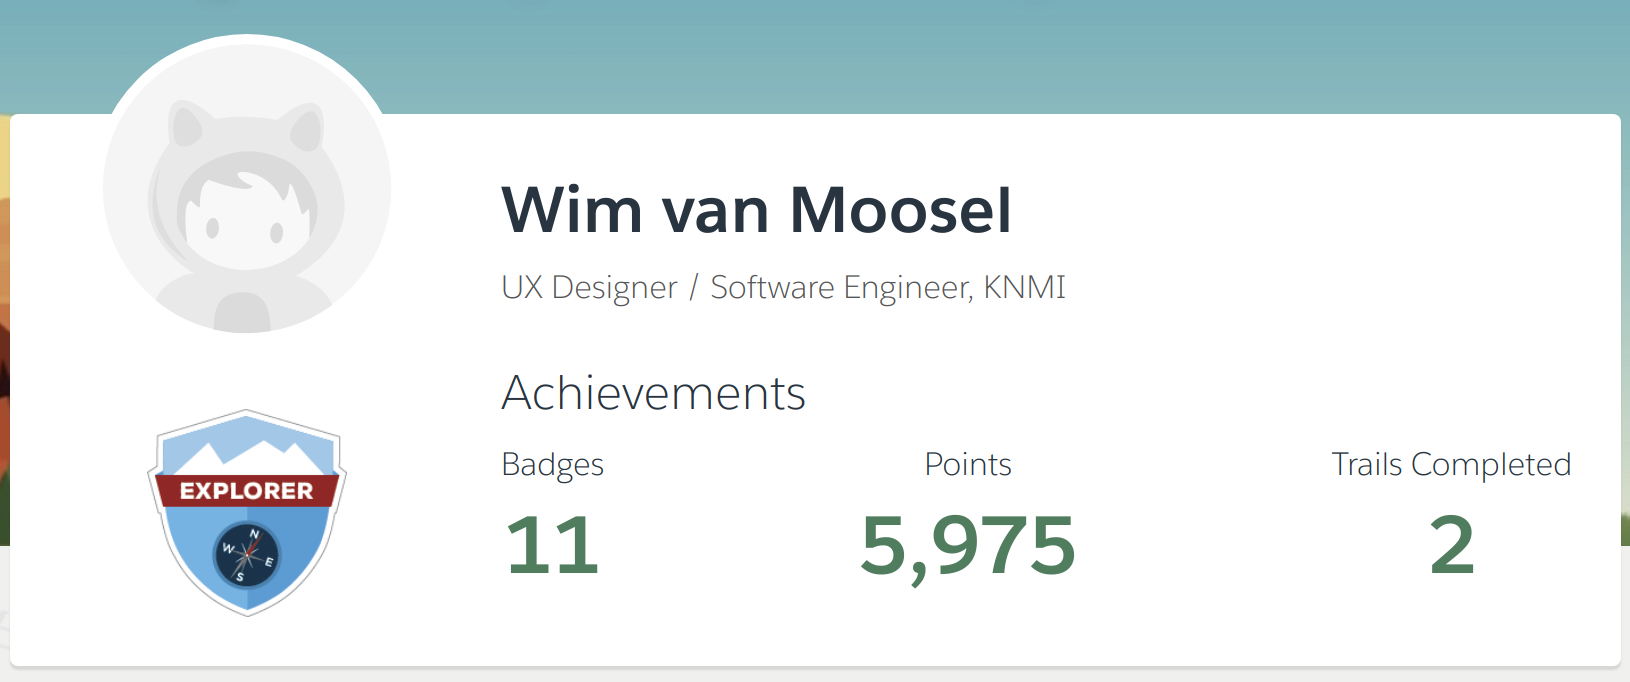 Wim van Moosel
UX Designer / Software Engineer, KNMI
EXPLORER
N
W
E
S
Achievements
Badges
Points
Trails Completed
11
5,975
2